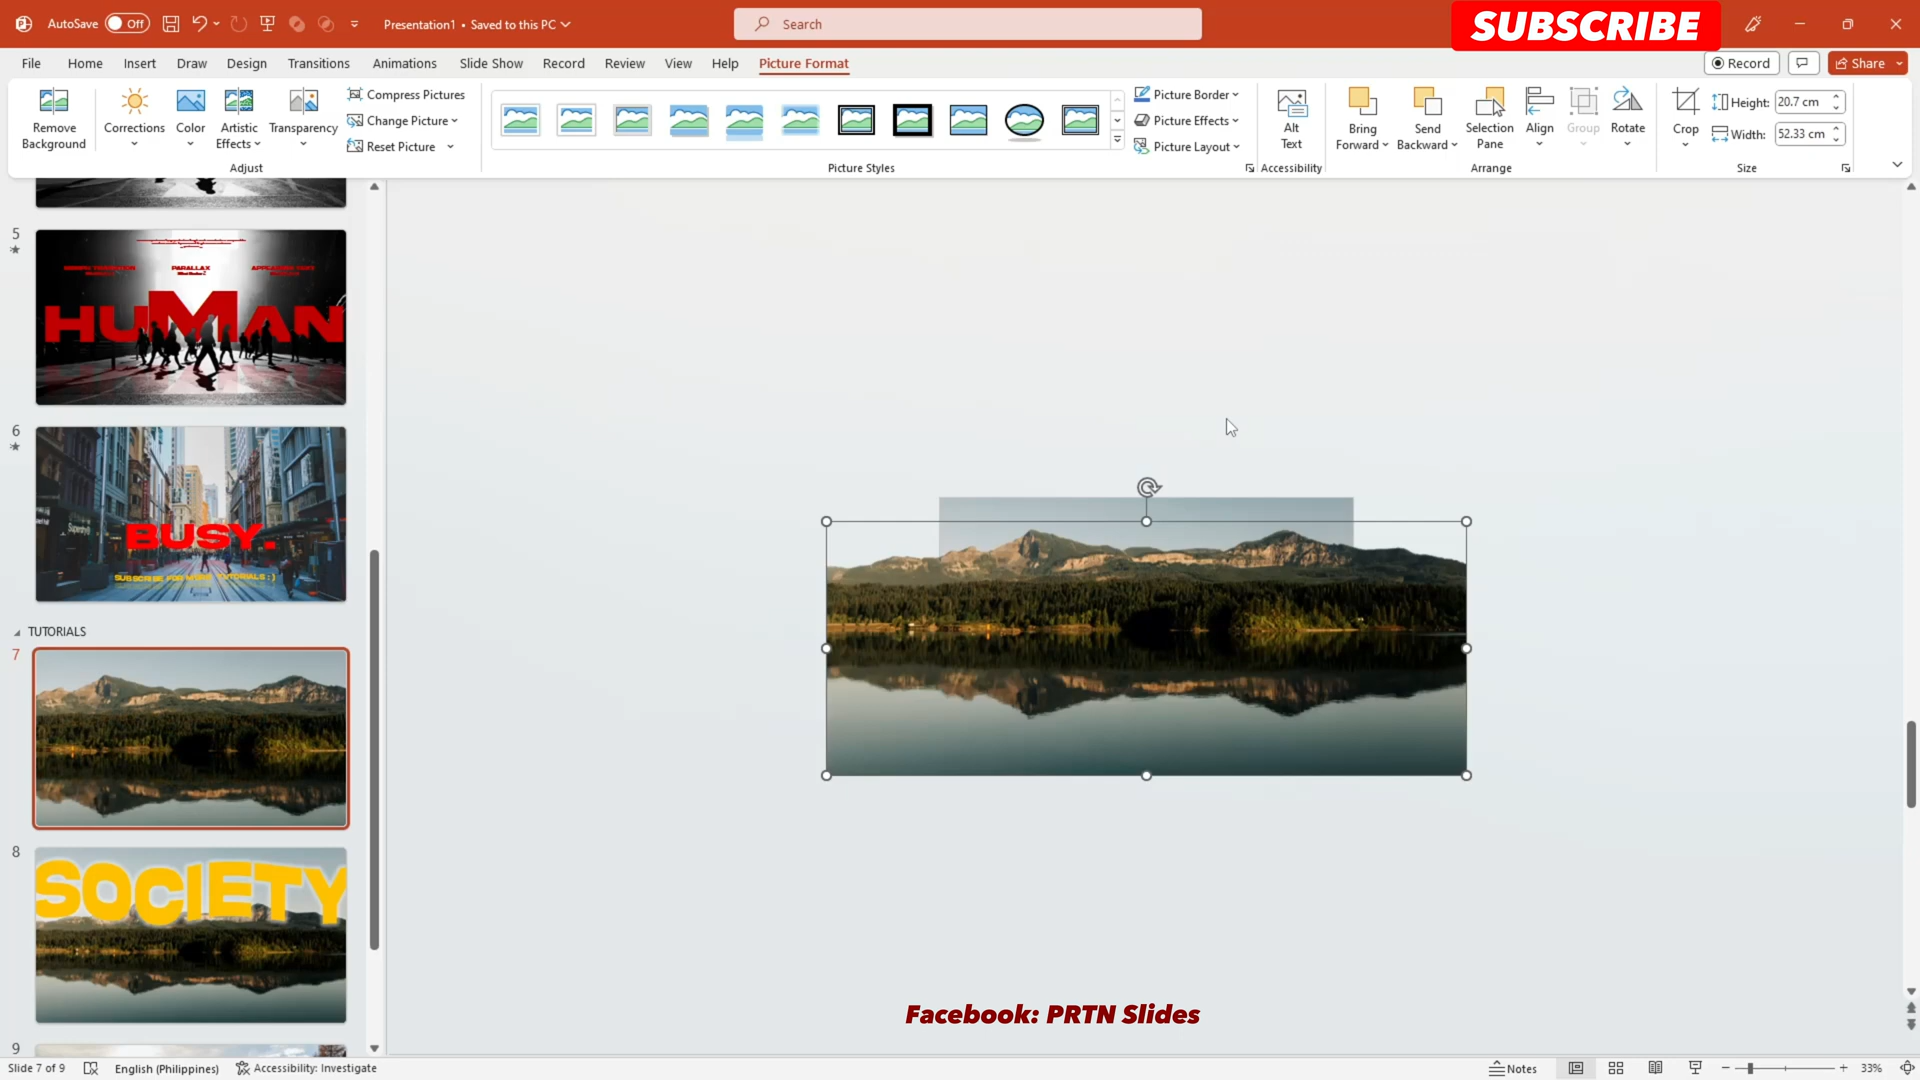 AutoSave Off Presentation1 • Saved to this PC Search SUBSCRIBE
File Home Insert Draw Design Transitions Animations Slide Show Record Review View Help Picture Format Record Share
Remove Background
Corrections
Color
Artistic Effects
Transparency
Compress Pictures
Change Picture
Reset Picture
Adjust
Picture Styles
Picture Border
Picture Effects
Picture Layout
Alt Text
Accessibility
Bring Forward
Send Backward
Selection Pane
Align
Group
Rotate
Arrange
Crop
Height: 20.7 cm
Width: 52.33 cm
Size
5
PARALLAX
HUMAN
6
BUSY.
SUBSCRIBE FOR MORE TUTORIALS :)
TUTORIALS
7
8
SOCIETY
9
Facebook: PRTN Slides
Slide 7 of 9 English (Philippines) Accessibility: Investigate Notes 33%